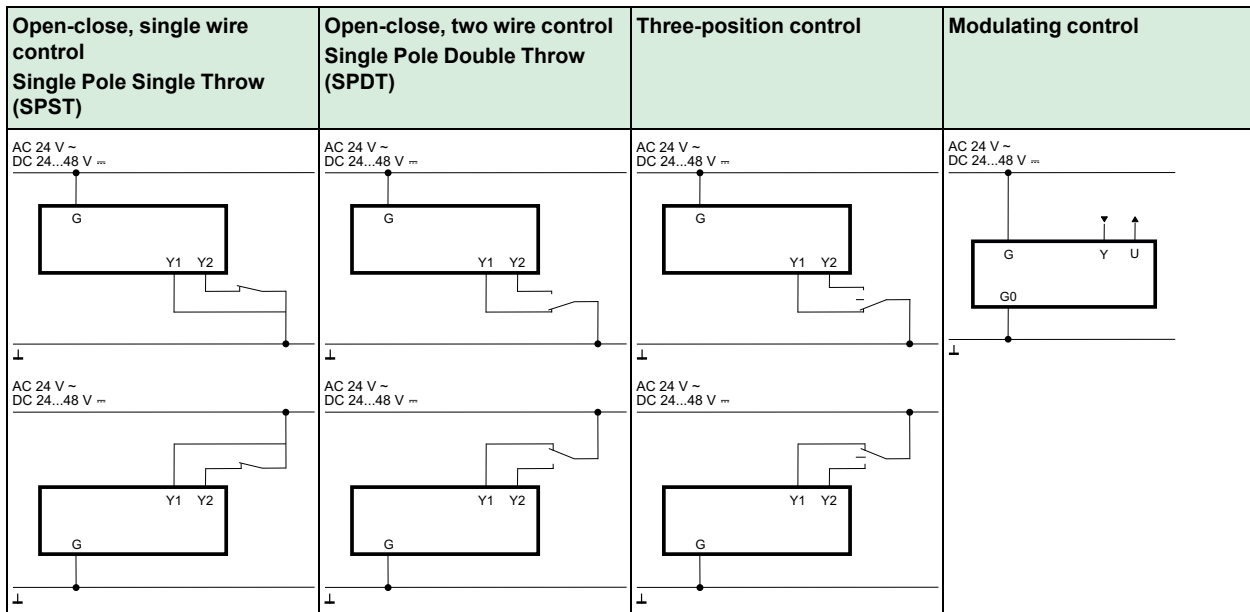 Open-close, single wire
control
Single Pole Single Throw
(SPST)
Open-close, two wire control
Single Pole Double Throw
(SPDT)
Three-position control
Modulating control
AC 24 V ~
DC 24...48 V ⎓
G
Y1 Y2
AC 24 V ~
DC 24...48 V ⎓
G
Y1 Y2
AC 24 V ~
DC 24...48 V ⎓
G
Y1 Y2
AC 24 V ~
DC 24...48 V ⎓
G Y U
G0
AC 24 V ~
DC 24...48 V ⎓
Y1 Y2
G
AC 24 V ~
DC 24...48 V ⎓
Y1 Y2
G
AC 24 V ~
DC 24...48 V ⎓
Y1 Y2
G